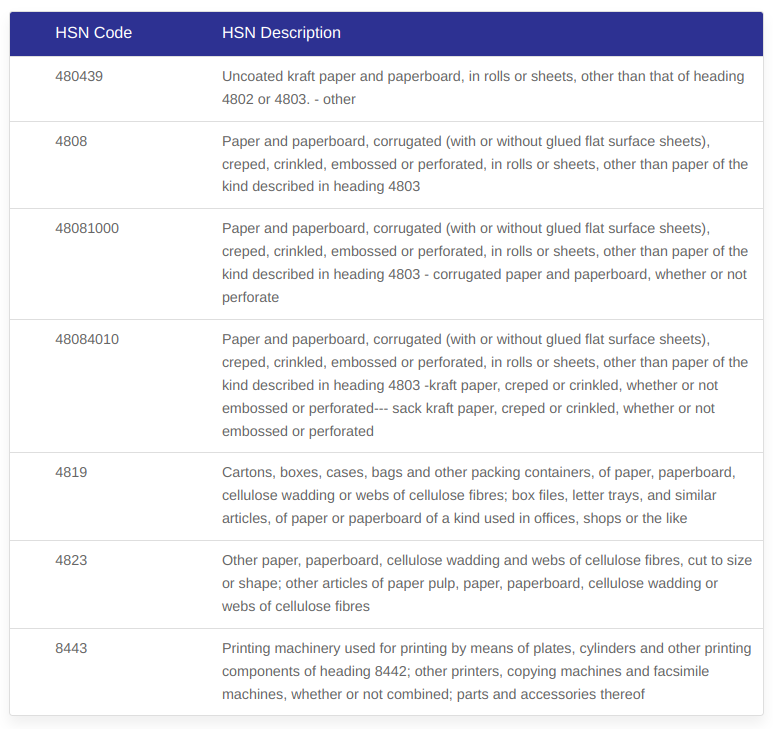 HSN Code HSN Description
480439 Uncoated kraft paper and paperboard, in rolls or sheets, other than that of heading
4802 or 4803. - other
4808 Paper and paperboard, corrugated (with or without glued flat surface sheets),
creped, crinkled, embossed or perforated, in rolls or sheets, other than paper of the
kind described in heading 4803
48081000 Paper and paperboard, corrugated (with or without glued flat surface sheets),
creped, crinkled, embossed or perforated, in rolls or sheets, other than paper of the
kind described in heading 4803 - corrugated paper and paperboard, whether or not
perforate
48084010 Paper and paperboard, corrugated (with or without glued flat surface sheets),
creped, crinkled, embossed or perforated, in rolls or sheets, other than paper of the
kind described in heading 4803 -kraft paper, creped or crinkled, whether or not
embossed or perforated--- sack kraft paper, creped or crinkled, whether or not
embossed or perforated
4819 Cartons, boxes, cases, bags and other packing containers, of paper, paperboard,
cellulose wadding or webs of cellulose fibres; box files, letter trays, and similar
articles, of paper or paperboard of a kind used in offices, shops or the like
4823 Other paper, paperboard, cellulose wadding and webs of cellulose fibres, cut to size
or shape; other articles of paper pulp, paper, paperboard, cellulose wadding or
webs of cellulose fibres
8443 Printing machinery used for printing by means of plates, cylinders and other printing
components of heading 8442; other printers, copying machines and facsimile
machines, whether or not combined; parts and accessories thereof